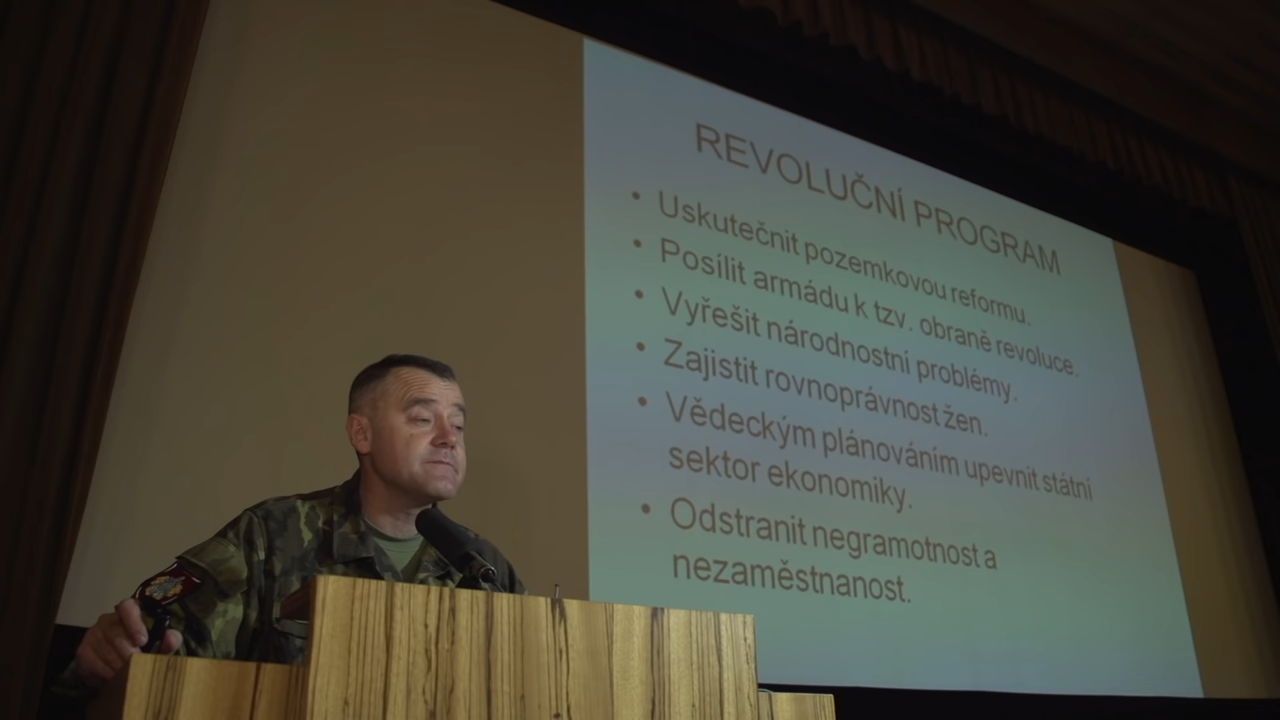 REVOLUČNÍ PROGRAM
• Uskutečnit pozemkovou reformu.
• Posílit armádu k tzv. obraně revoluce.
• Vyřešit národnostní problémy.
• Zajistit rovnoprávnost žen.
• Vědeckým plánováním upevnit státní
sektor ekonomiky.
• Odstranit negramotnost a
nezaměstnanost.